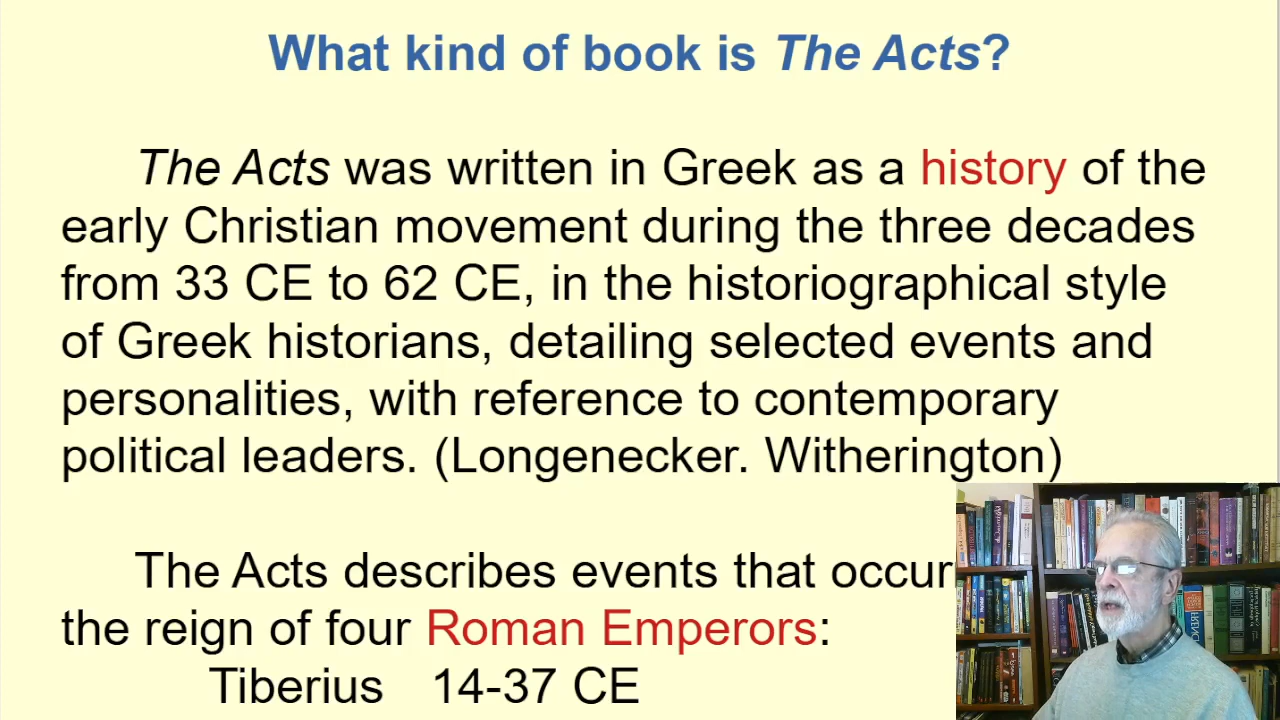 What kind of book is The Acts?
The Acts was written in Greek as a history of the
early Christian movement during the three decades
from 33 CE to 62 CE, in the historiographical style
of Greek historians, detailing selected events and
personalities, with reference to contemporary
political leaders. (Longenecker. Witherington)
The Acts describes events that occur
the reign of four Roman Emperors:
Tiberius 14-37 CE